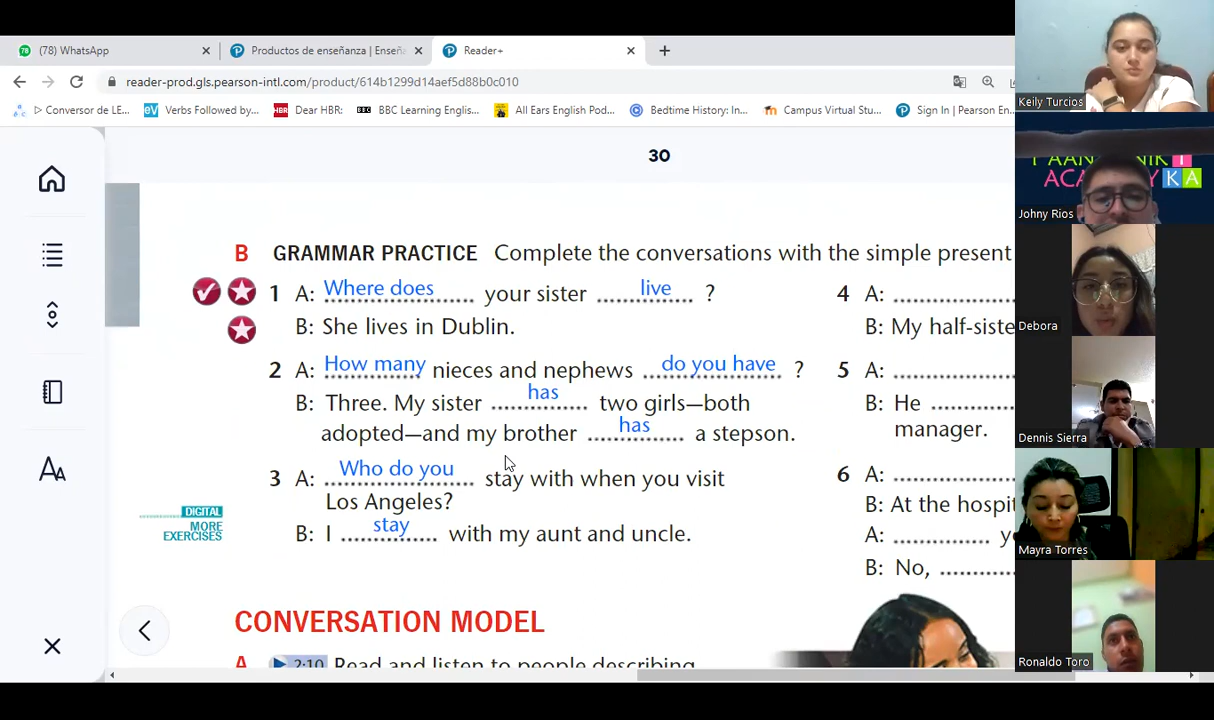 (78) WhatsApp
Productos de enseñanza | Enseña
Reader+
reader-prod.gls.pearson-intl.com/product/614b1299d14aef5d88b0c010
Conversor de LE...
Verbs Followed by...
Dear HBR:
BBC Learning Englis...
All Ears English Pod...
Bedtime History: In...
Campus Virtual Stu...
Sign In | Pearson En...
30
B GRAMMAR PRACTICE Complete the conversations with the simple present
1 A: Where does your sister live ?
B: She lives in Dublin.
2 A: How many nieces and nephews do you have ?
B: Three. My sister has two girls—both
adopted—and my brother has a stepson.
3 A: Who do you stay with when you visit
Los Angeles?
B: I stay with my aunt and uncle.
DIGITAL
MORE
EXERCISES
4 A:
B: My half-siste
5 A:
B: He
manager.
6 A:
B: At the hospit
A: y
B: No,
CONVERSATION MODEL
A 2:10 Read and listen to people describing
Keily Turcios
ACADEMY KA
Johny Rios
Debora
Dennis Sierra
Mayra Torres
Ronaldo Toro